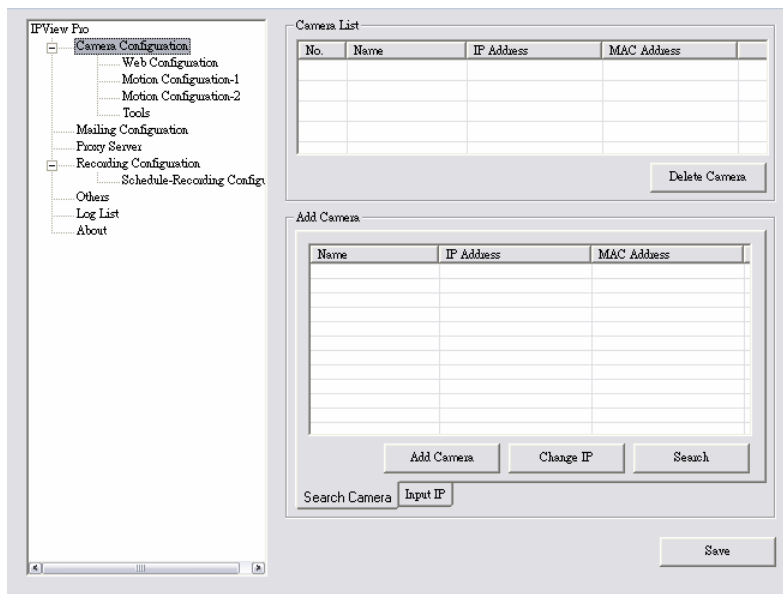 IPView Pro
Camera Configuration
Web Configuration
Motion Configuration-1
Motion Configuration-2
Tools
Mailing Configuration
Proxy Server
Recording Configuration
Schedule-Recording Configu
Others
Log List
About
Camera List
No. Name IP Address MAC Address
Delete Camera
Add Camera
Name IP Address MAC Address
Add Camera Change IP Search
Search Camera Input IP
Save